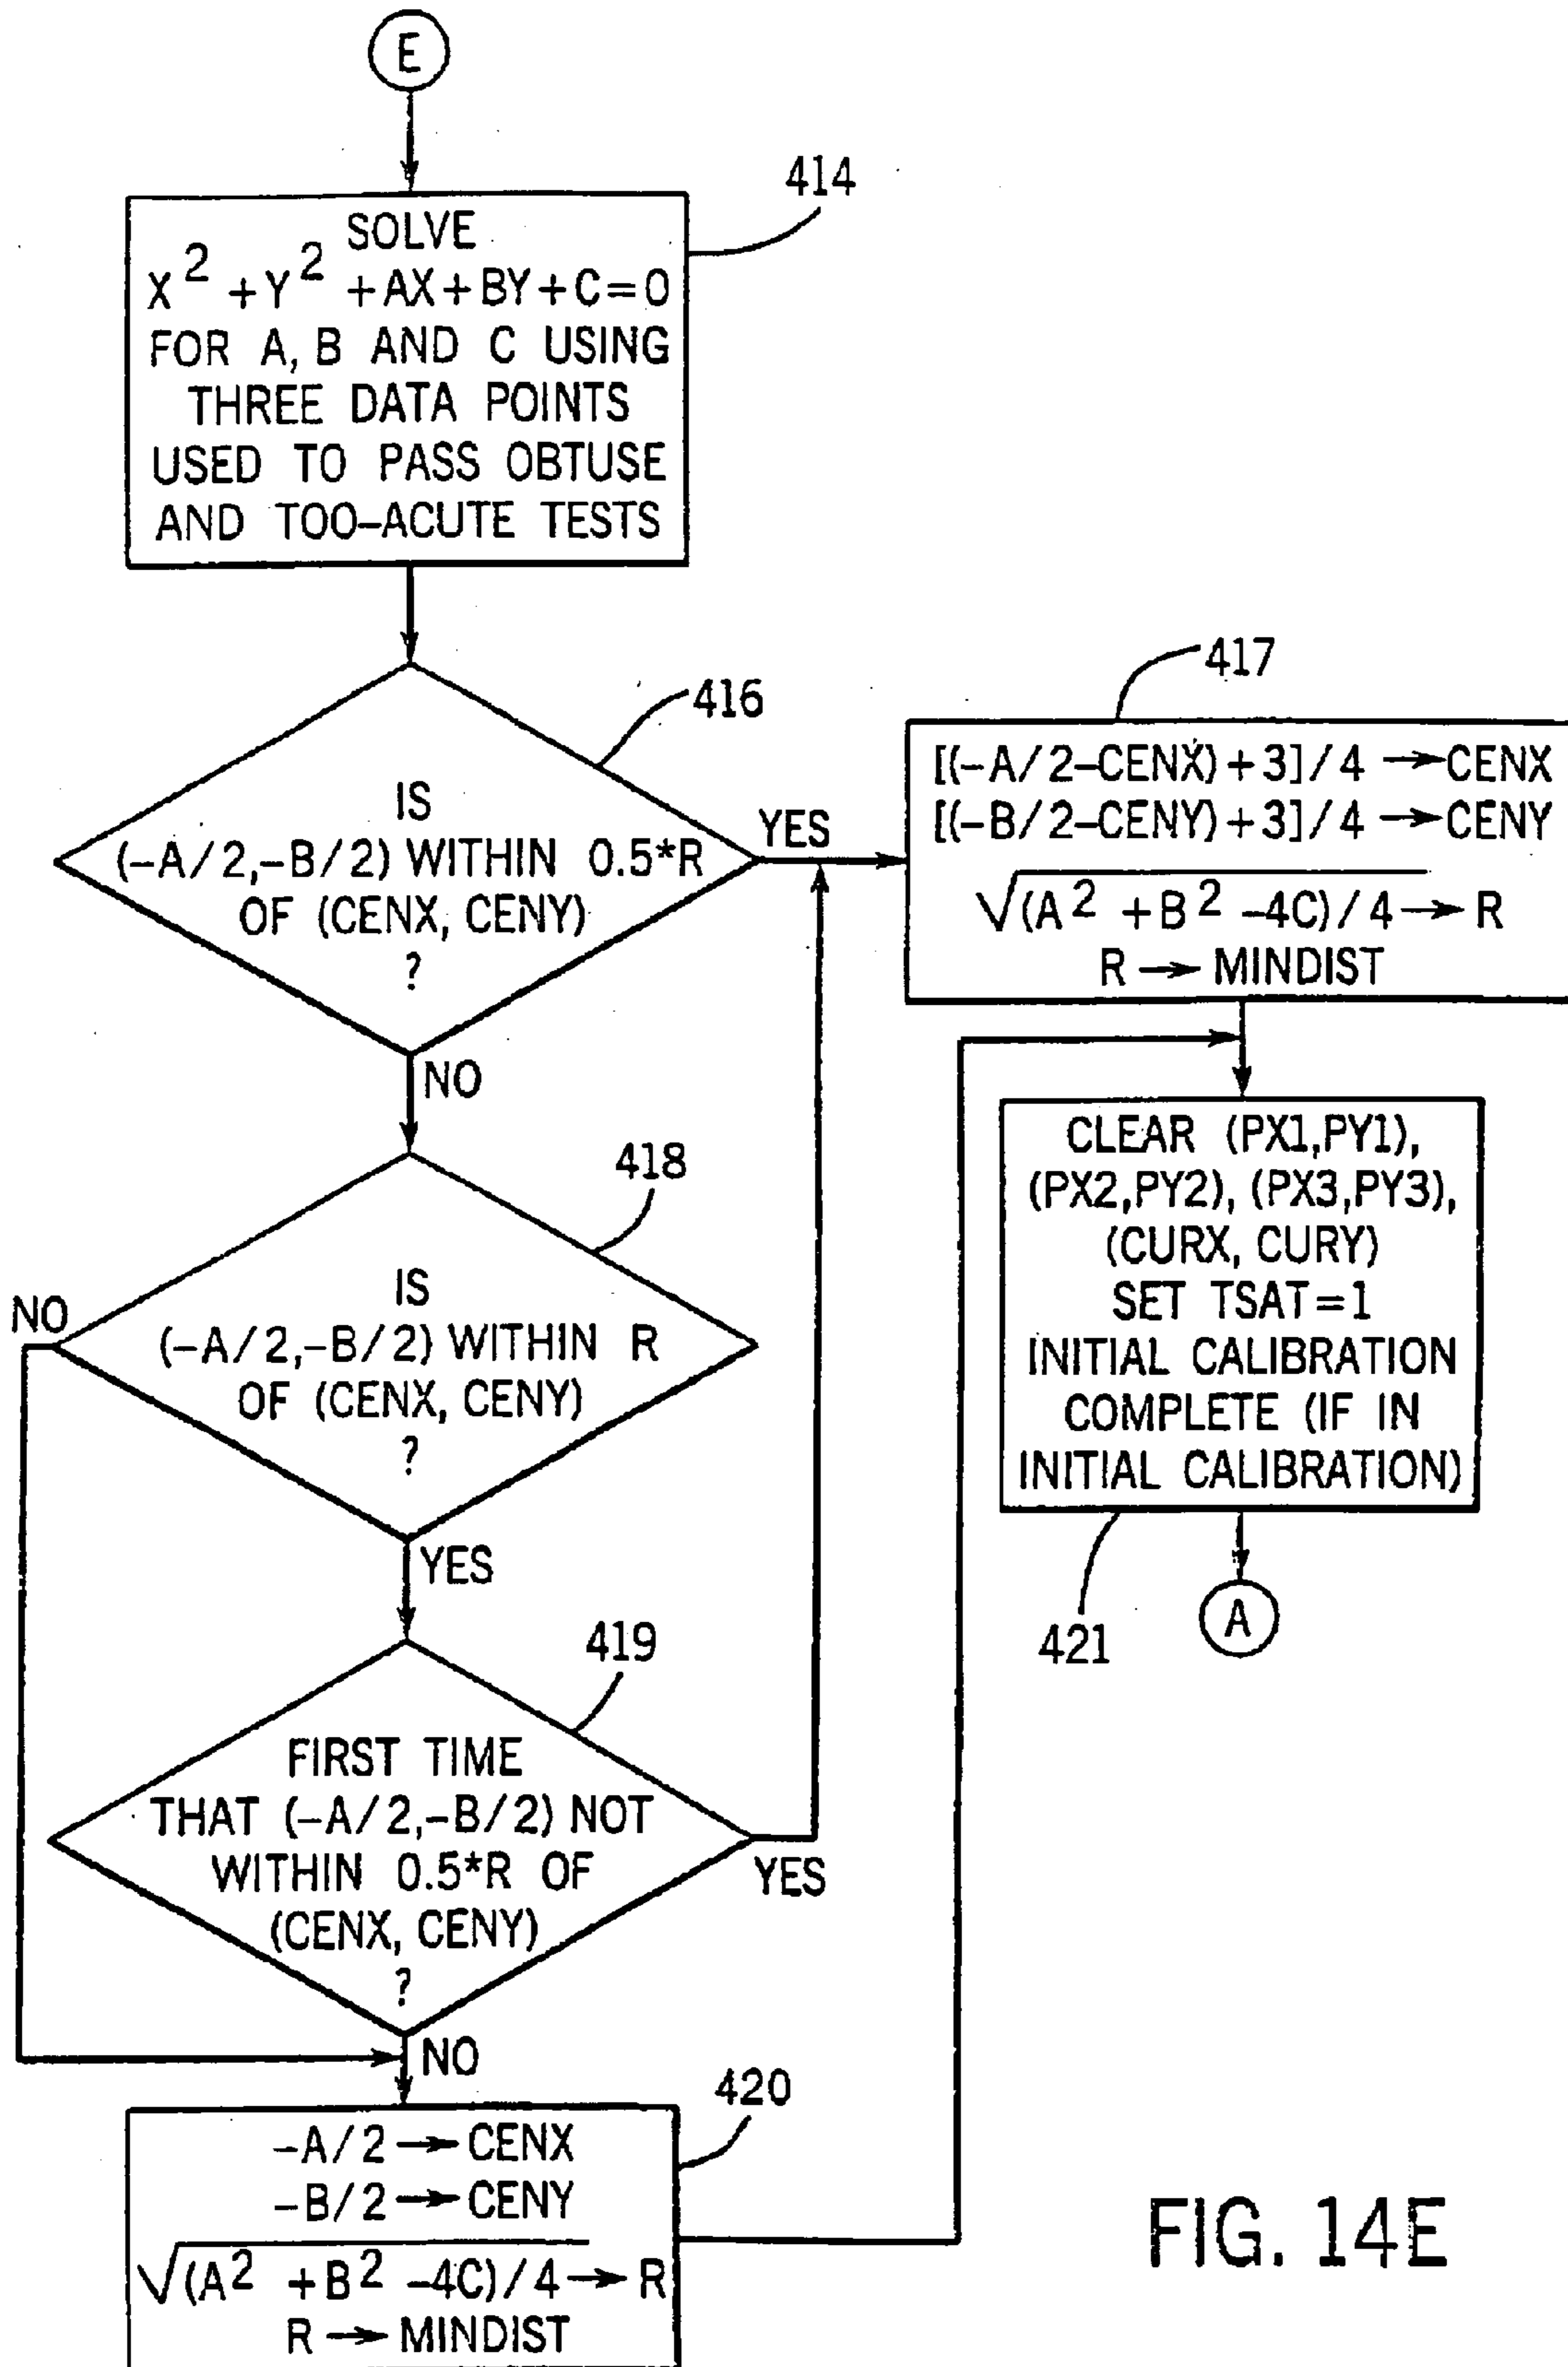 E
414
SOLVE
X² +Y² +AX+BY+C=0
FOR A, B AND C USING
THREE DATA POINTS
USED TO PASS OBTUSE
AND TOO-ACUTE TESTS
416
IS
(-A/2,-B/2) WITHIN 0.5*R
OF (CENX, CENY)
?
YES
NO
417
[(-A/2-CENX)+3]/4 → CENX
[(-B/2-CENY)+3]/4 → CENY
√(A² +B² -4C)/4 → R
R → MINDIST
418
IS
(-A/2,-B/2) WITHIN R
OF (CENX, CENY)
?
NO
YES
CLEAR (PX1,PY1),
(PX2,PY2), (PX3,PY3),
(CURX, CURY)
SET TSAT=1
INITIAL CALIBRATION
COMPLETE (IF IN
INITIAL CALIBRATION)
421
A
419
FIRST TIME
THAT (-A/2,-B/2) NOT
WITHIN 0.5*R OF
(CENX, CENY)
?
YES
NO
420
-A/2 → CENX
-B/2 → CENY
√(A² +B² -4C)/4 → R
R → MINDIST
FIG. 14E